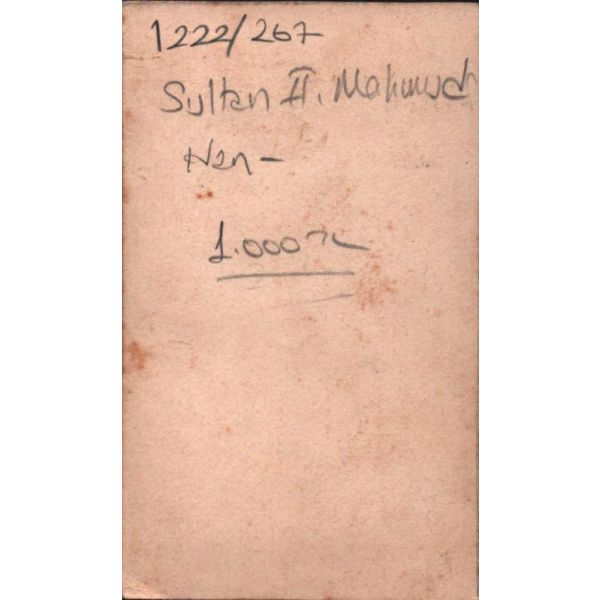 1222/267
Sultan II. Mahmud
Han -
1.000 TL